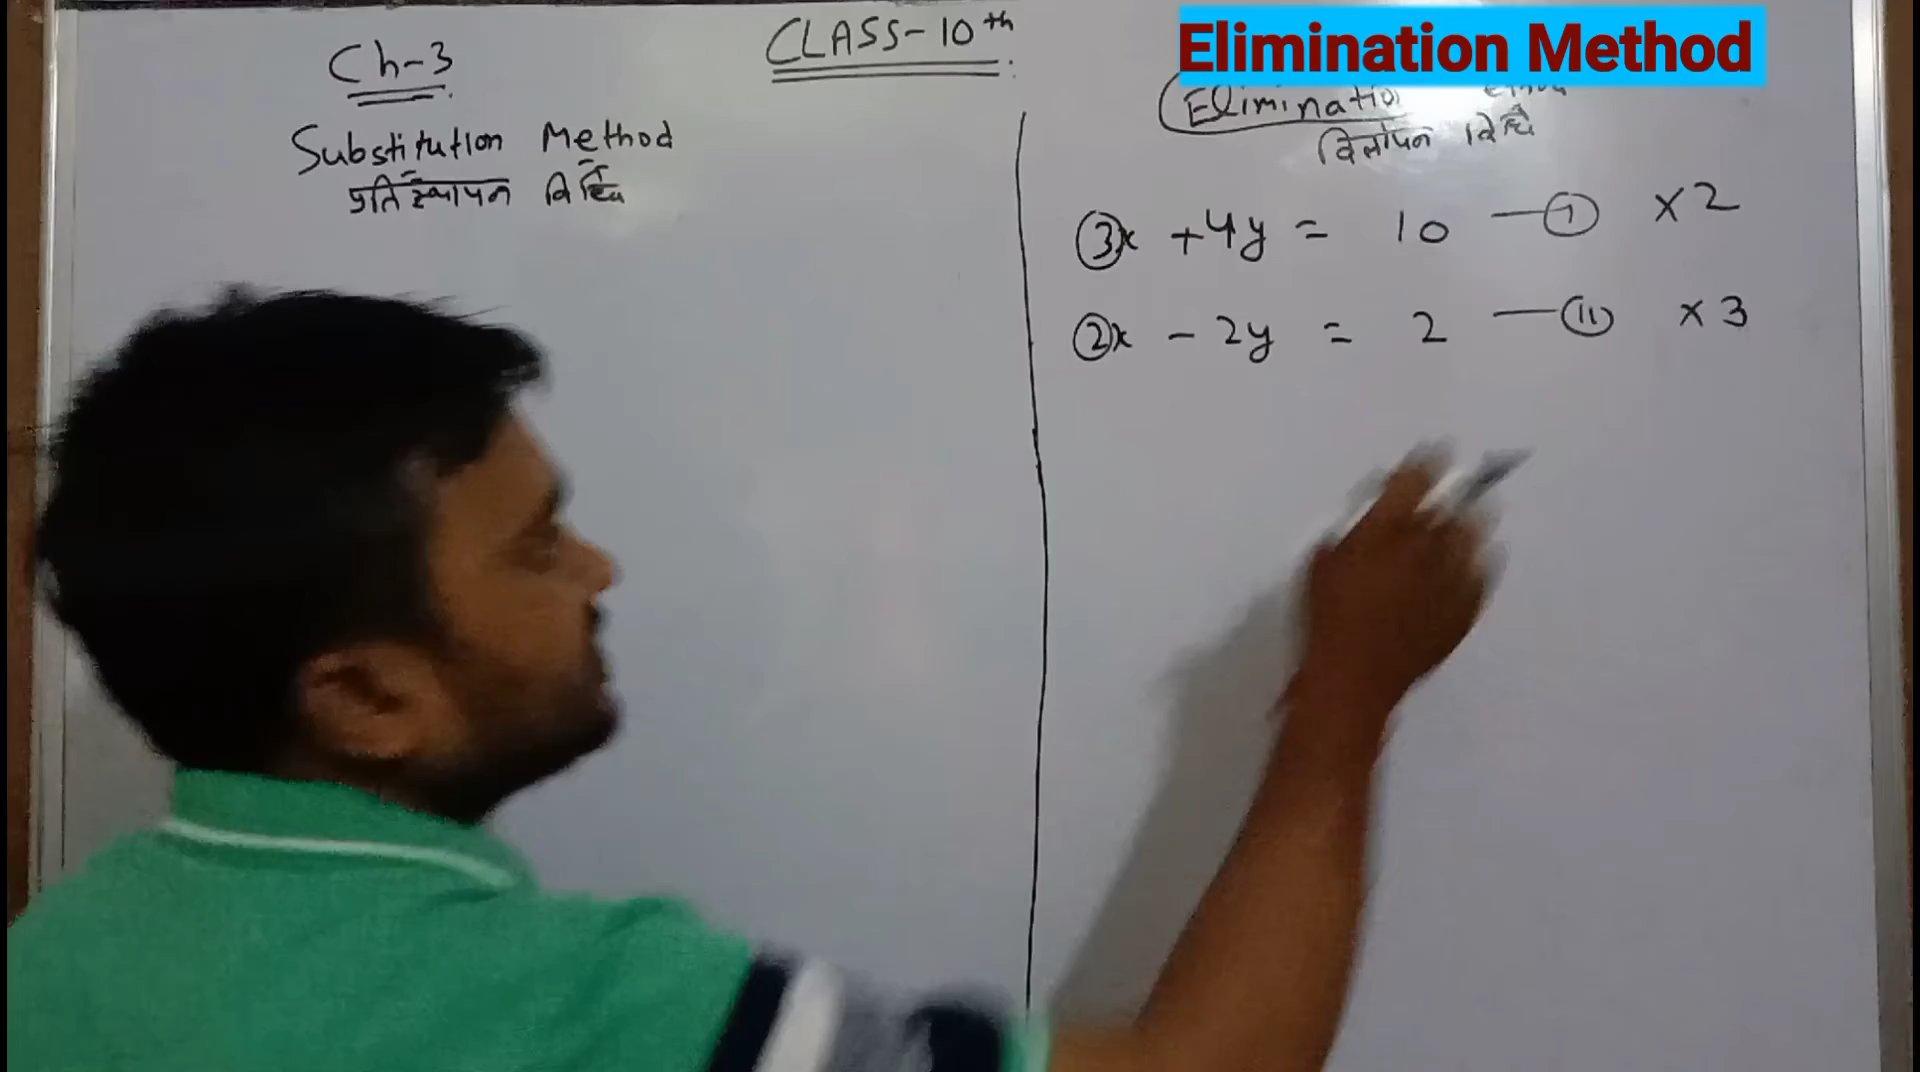 CLASS-10th
Elimination Method
Ch-3
Substitution Method
प्रतिस्थापन विधि
Elimination
विलोपन विधि
3x + 4y = 10 — (I) × 2
2x - 2y = 2 — (II) × 3